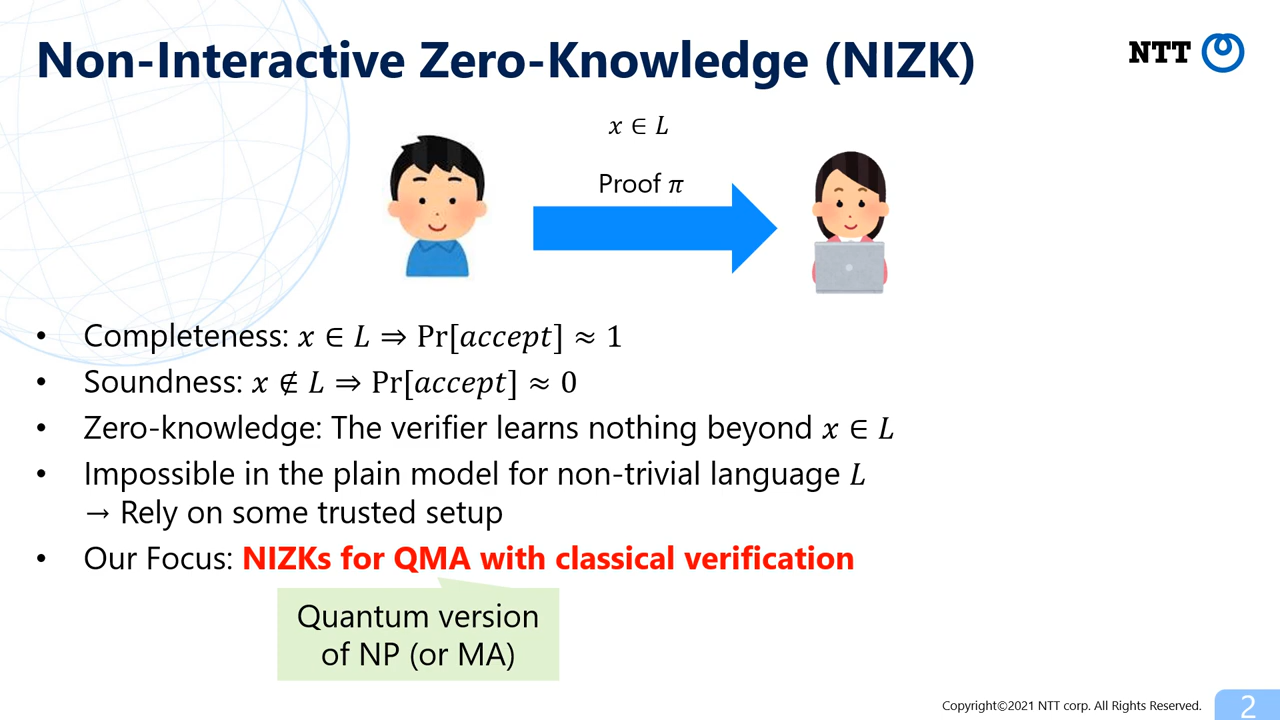 Non-Interactive Zero-Knowledge (NIZK)
NTT
x ∈ L
Proof π
• Completeness: x ∈ L ⇒ Pr[accept] ≈ 1
• Soundness: x ∉ L ⇒ Pr[accept] ≈ 0
• Zero-knowledge: The verifier learns nothing beyond x ∈ L
• Impossible in the plain model for non-trivial language L
→ Rely on some trusted setup
• Our Focus: NIZKs for QMA with classical verification
Quantum version
of NP (or MA)
Copyright©2021 NTT corp. All Rights Reserved.
2